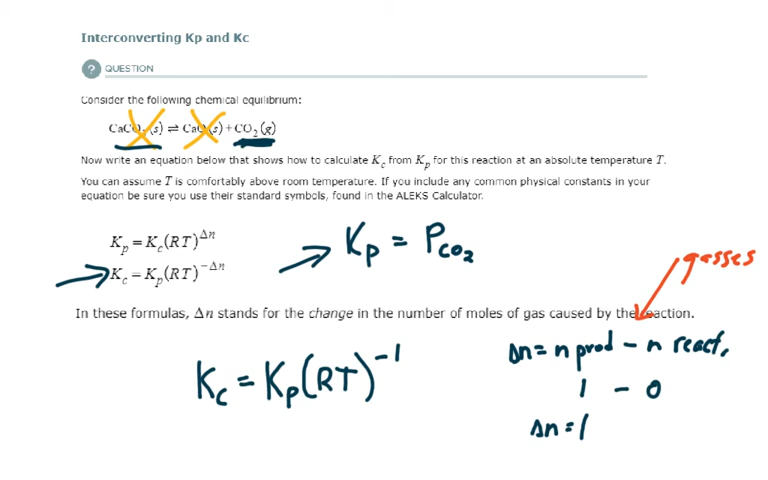 Interconverting Kp and Kc
? QUESTION
Consider the following chemical equilibrium:
CaCO₃(s) ⇌ CaO(s) + CO₂(g)
Now write an equation below that shows how to calculate Kc from Kp for this reaction at an absolute temperature T.
You can assume T is comfortably above room temperature. If you include any common physical constants in your
equation be sure you use their standard symbols, found in the ALEKS Calculator.
Kp = Kc(RT)^Δn
Kc = Kp(RT)^−Δn
Kp = PCO₂
gasses
In these formulas, Δn stands for the change in the number of moles of gas caused by the reaction.
Kc = Kp(RT)^−1
Δn = n prod − n react.
1 − 0
Δn = 1